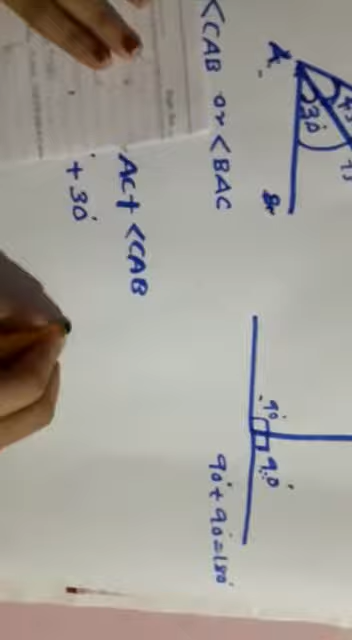 A
30°
B
<CAB or <BAC
AC + <CAB
+ 30°
90°
90°
90° + 90° = 180°